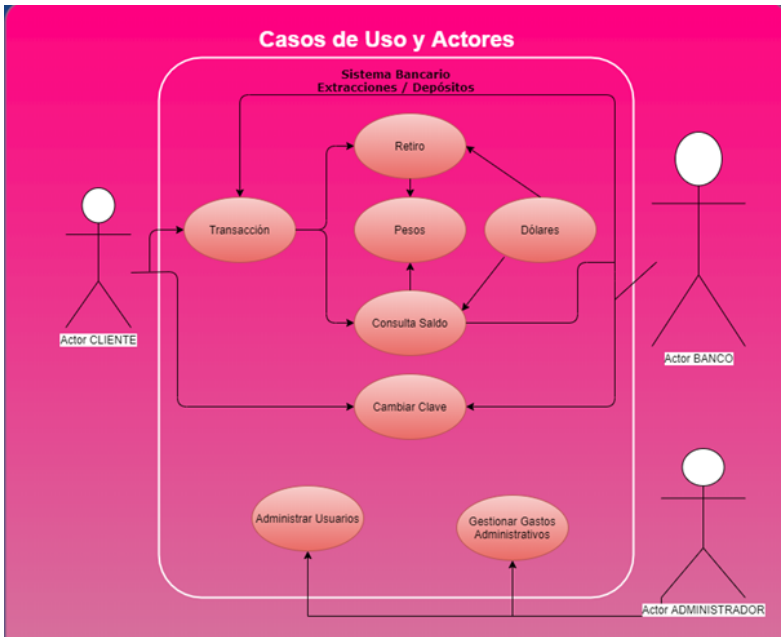 Casos de Uso y Actores
Sistema Bancario
Extracciones / Depósitos
Retiro
Transacción
Pesos
Dólares
Consulta Saldo
Actor CLIENTE
Actor BANCO
Cambiar Clave
Administrar Usuarios
Gestionar Gastos
Administrativos
Actor ADMINISTRADOR